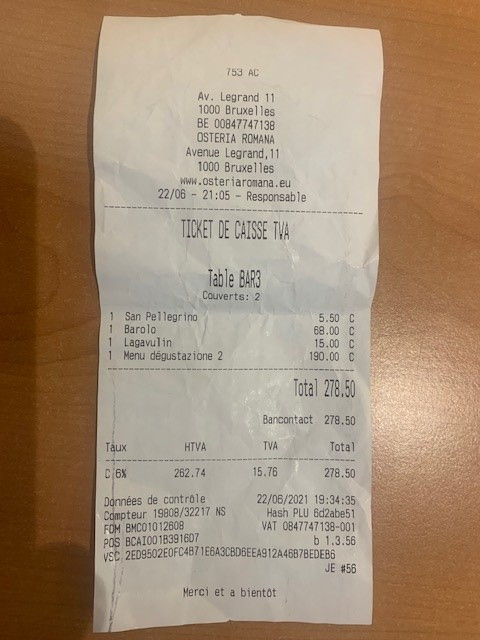 753 AC
Av. Legrand 11
1000 Bruxelles
BE 00847747138
OSTERIA ROMANA
Avenue Legrand,11
1000 Bruxelles
www.osteriaromana.eu
22/06 - 21:05 - Responsable
TICKET DE CAISSE TVA
Table BAR3
Couverts: 2
1 San Pellegrino 5.50 C
1 Barolo 68.00 C
1 Lagavulin 15.00 C
1 Menu dégustazione 2 190.00 C
Total 278.50
Bancontact 278.50
Taux HTVA TVA Total
C 6% 262.74 15.76 278.50
Données de contrôle 22/06/2021 19:34:35
Compteur 19808/32217 NS Hash PLU 6d2abe51
FDM BMC01012608 VAT 0847747138-001
POS BCAI001B3916D7 b 1.3.56
VSC 2ED9502E0FC4B71E6A3CBD6EEA912A46B7BEDEB6
JE #56
Merci et a bientôt